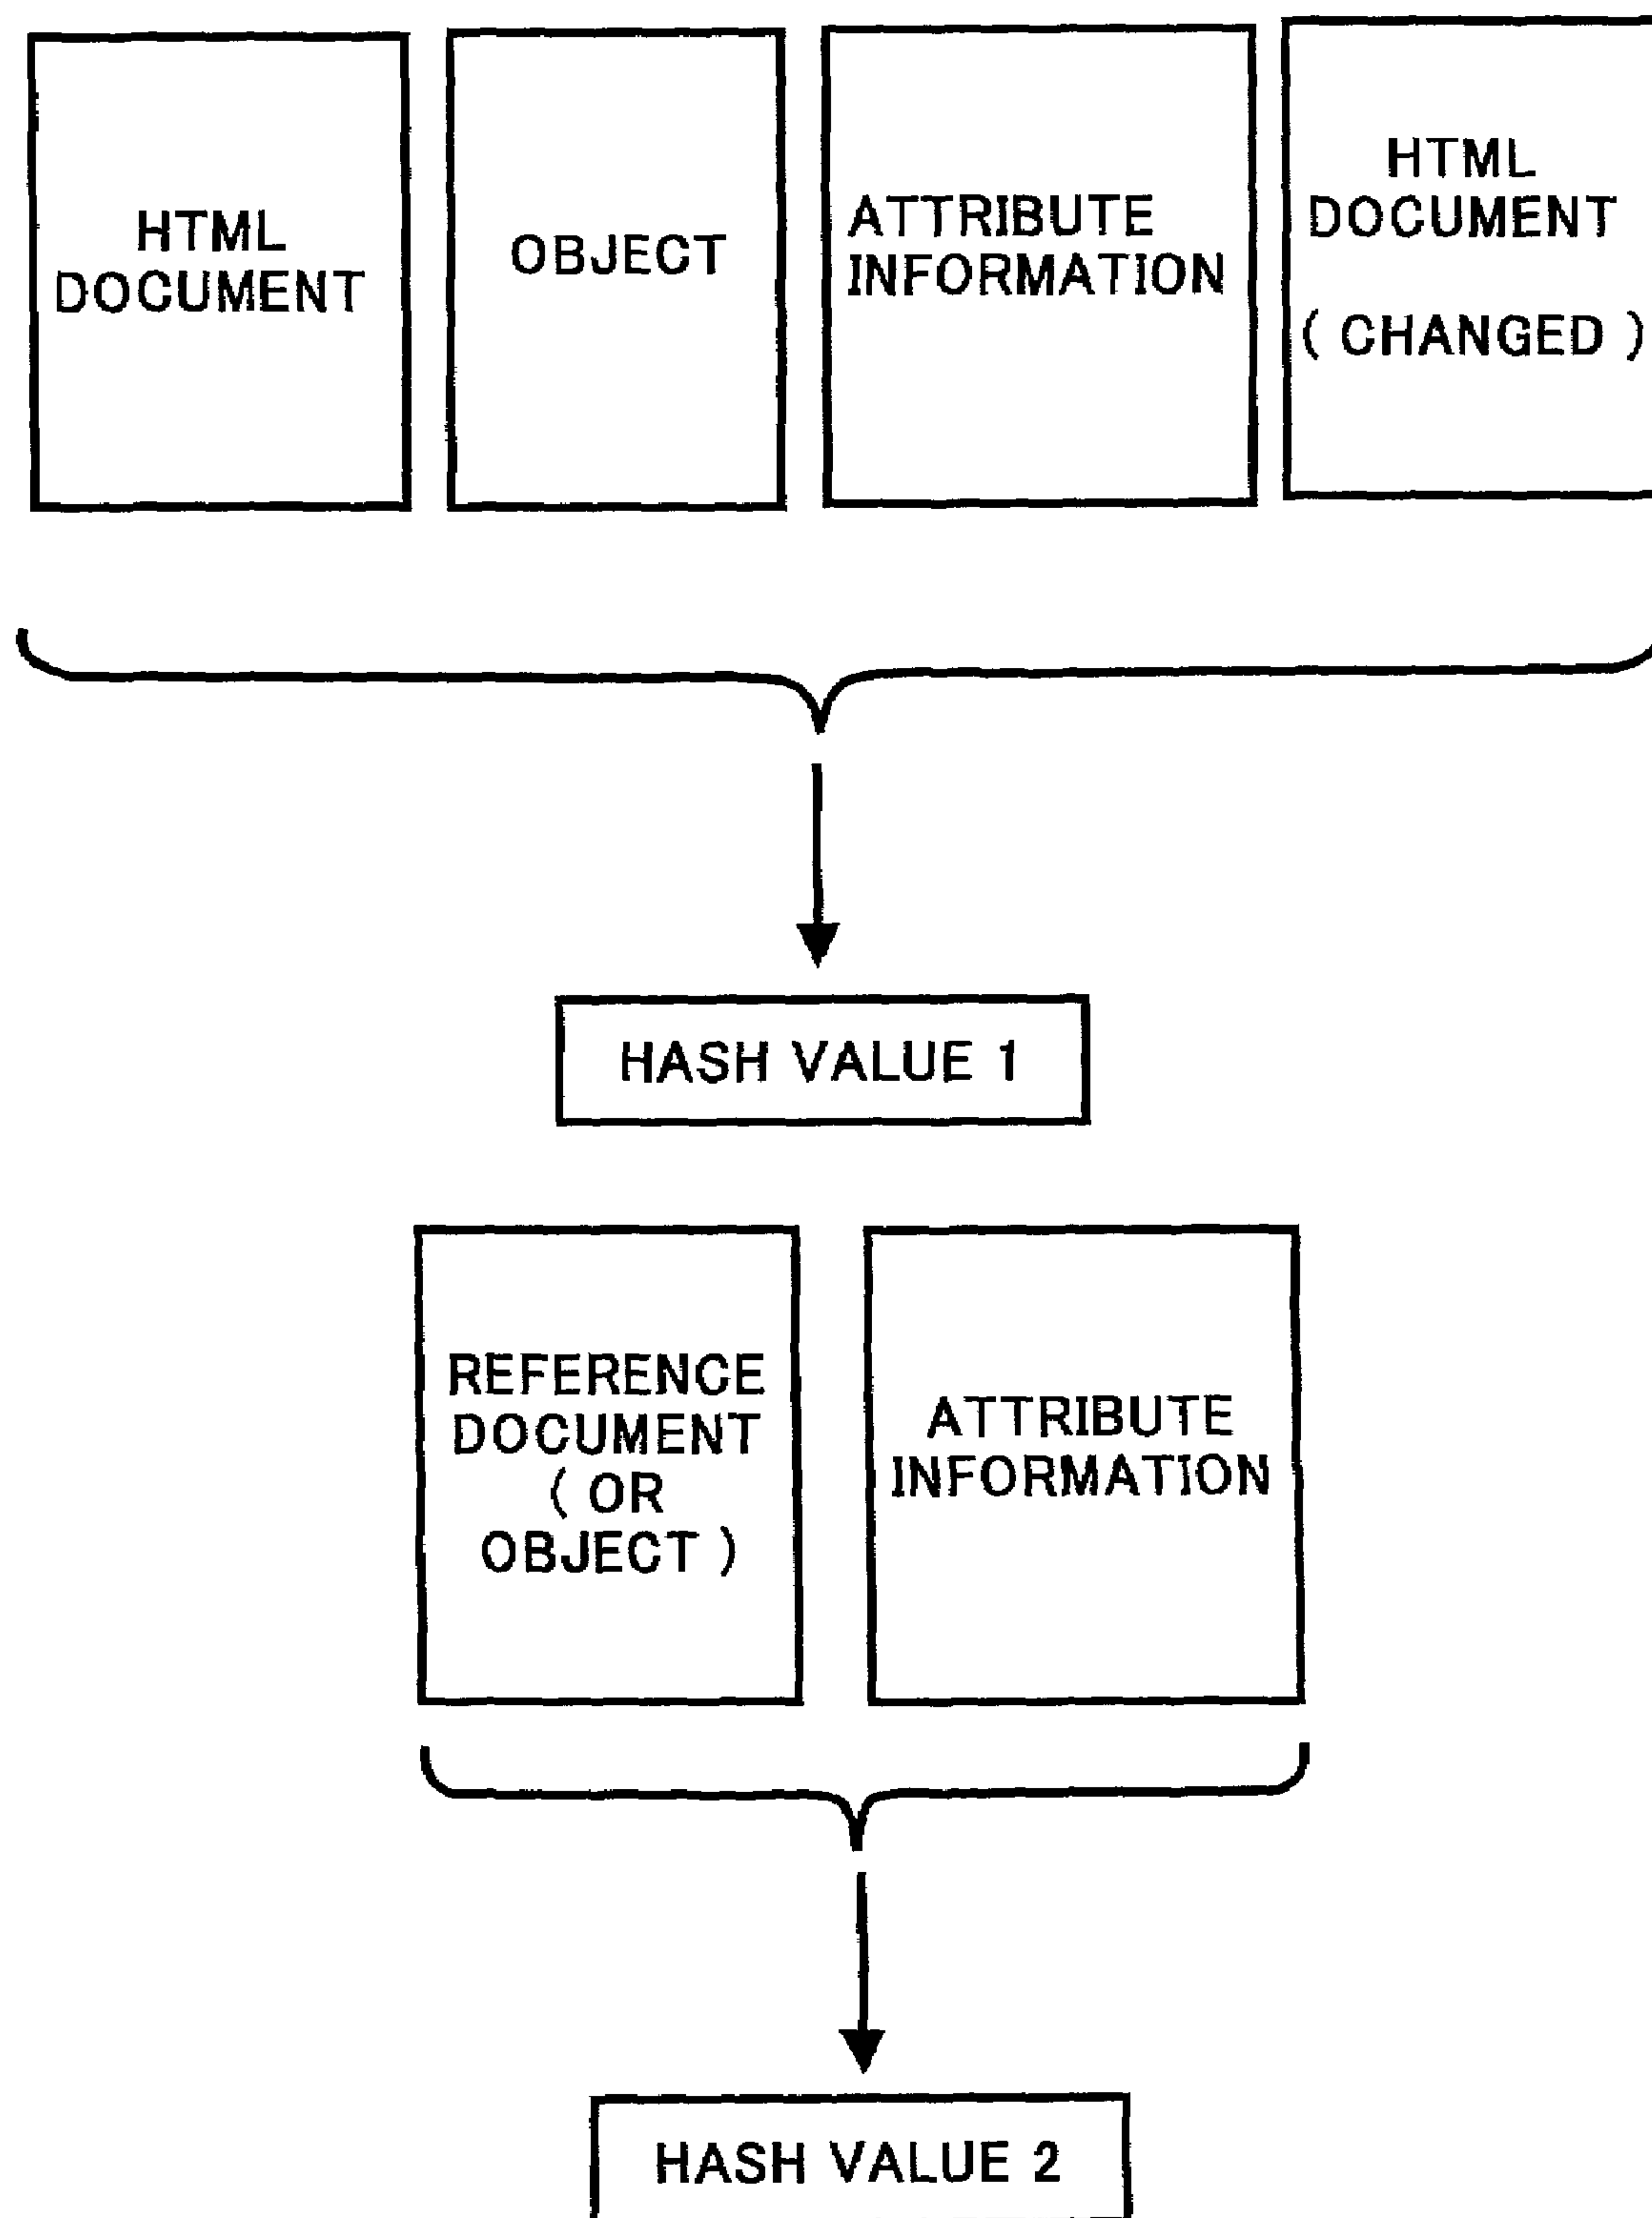 HTML
DOCUMENT
OBJECT
ATTRIBUTE
INFORMATION
HTML
DOCUMENT
( CHANGED )
HASH VALUE 1
REFERENCE
DOCUMENT
( OR
OBJECT )
ATTRIBUTE
INFORMATION
HASH VALUE 2